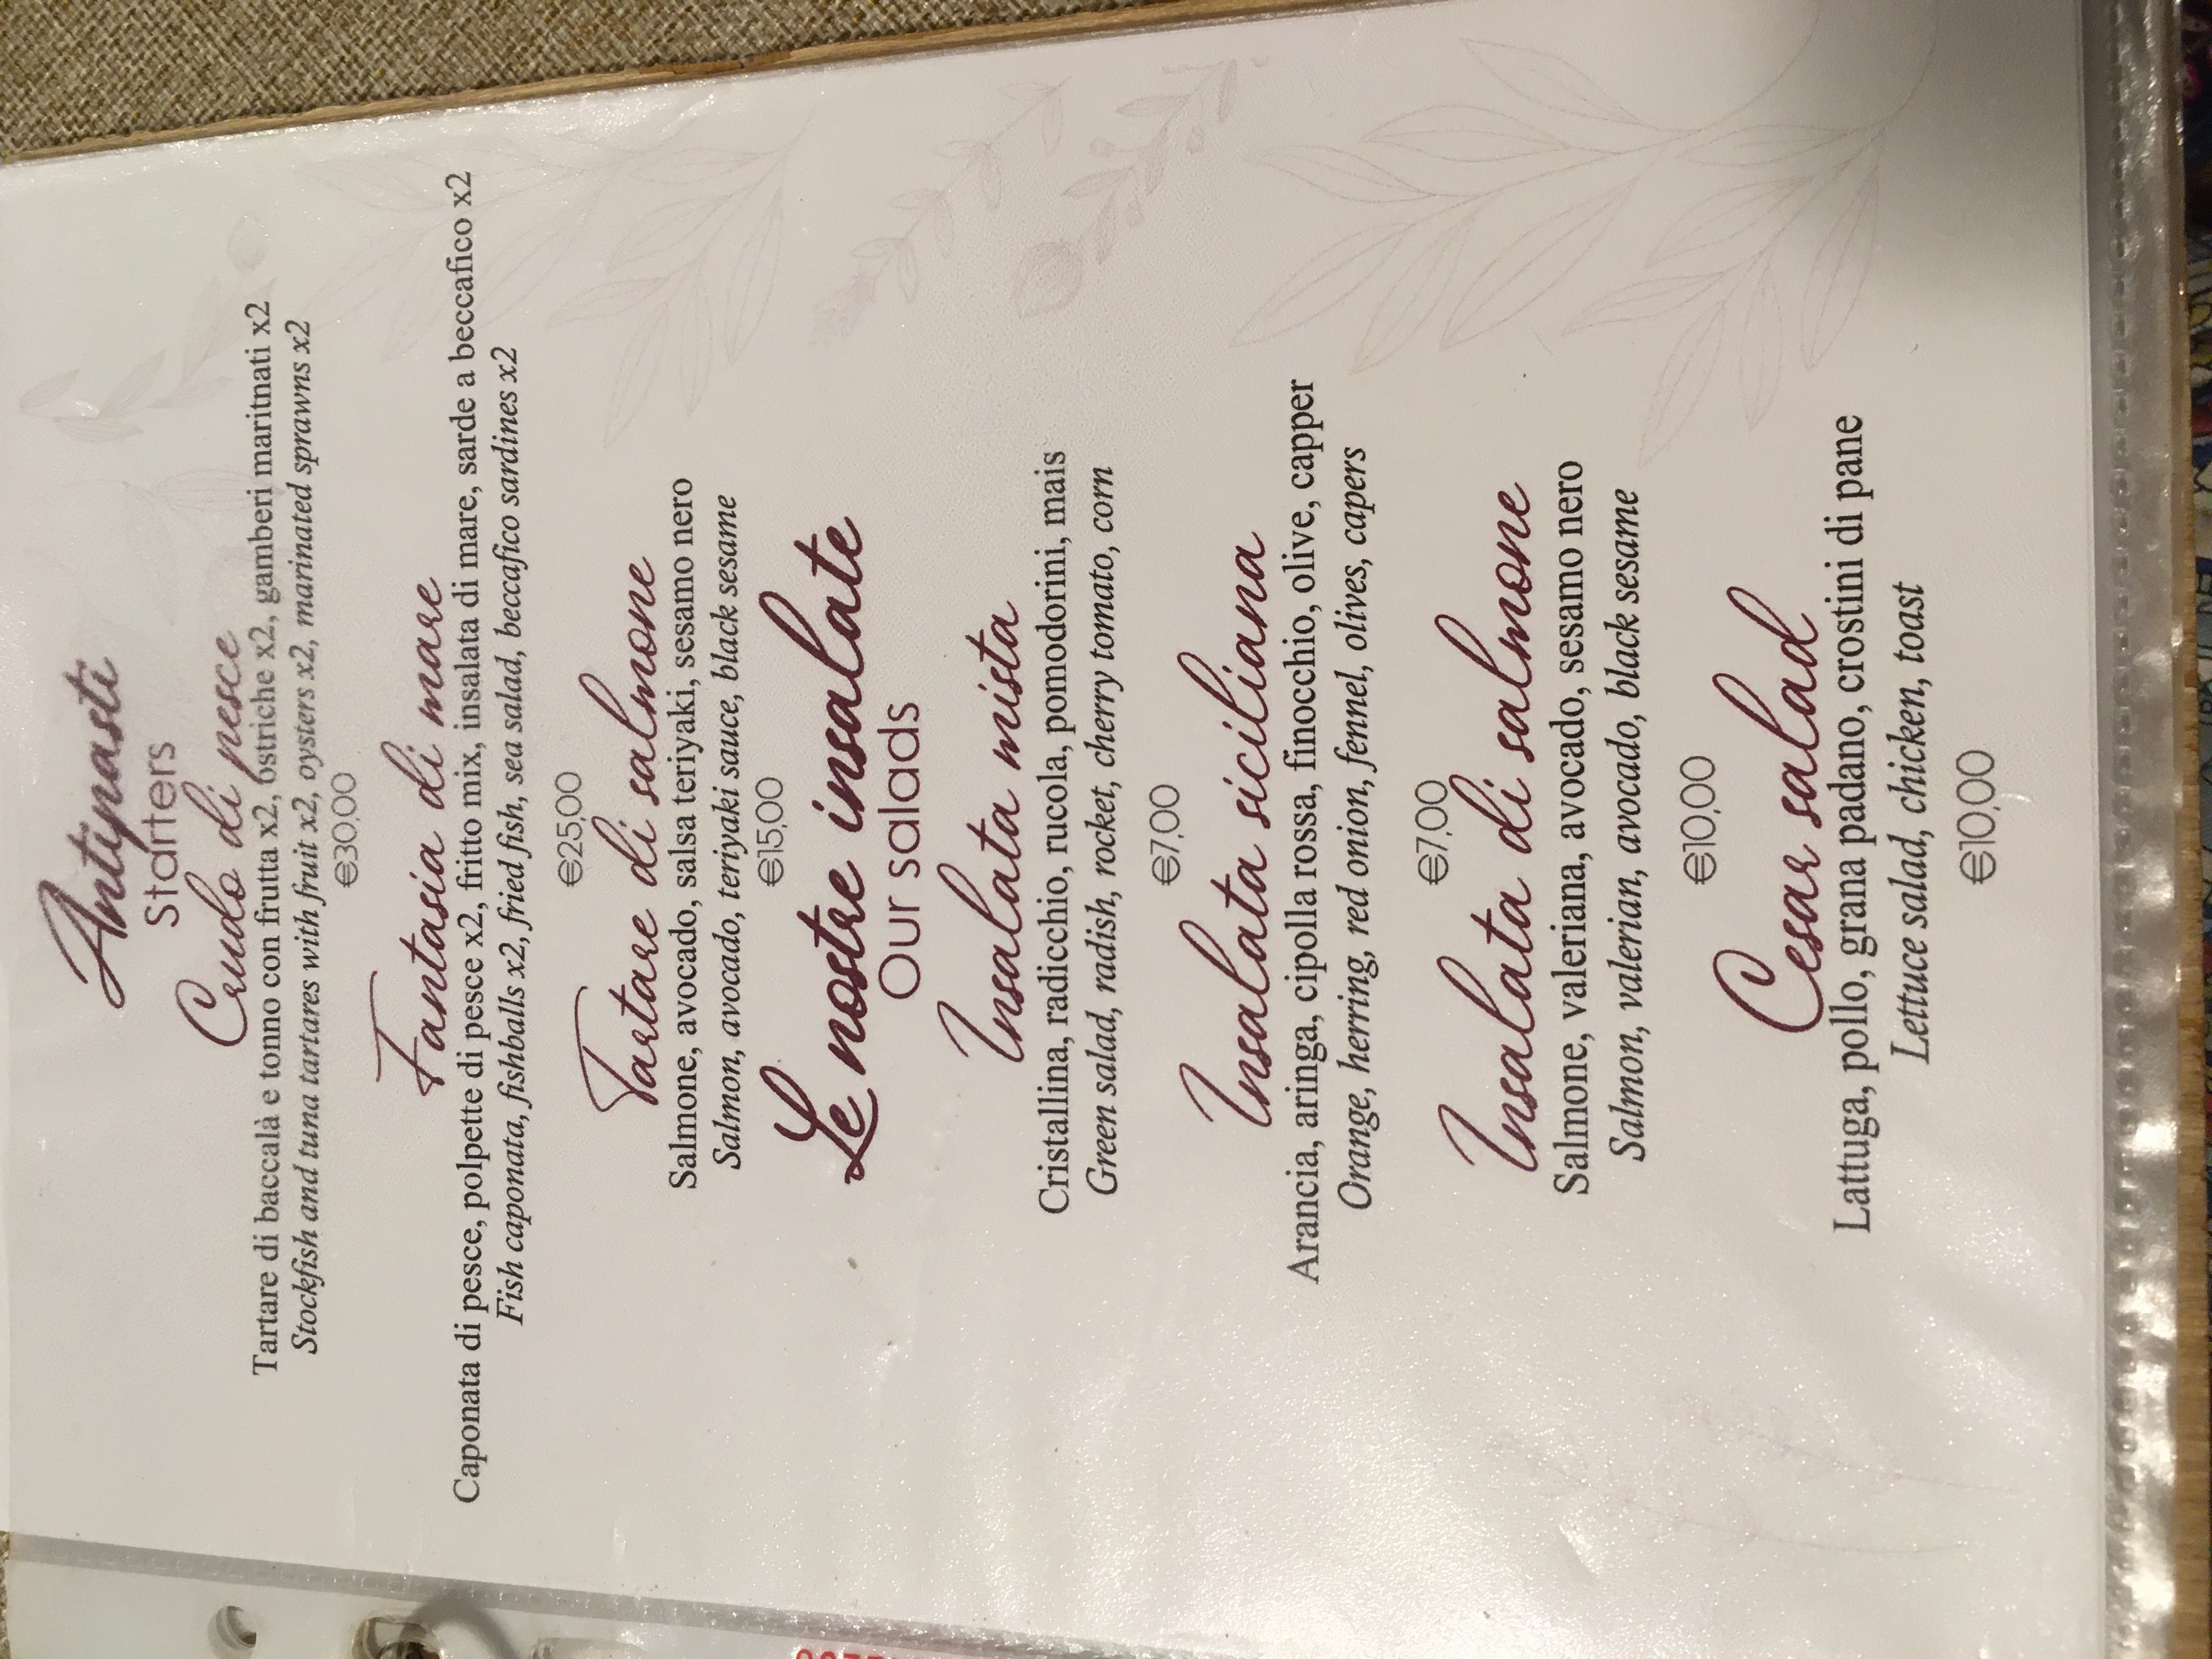 Antipasti
Starters
Crudo di pesce
Tartare di baccalà e tonno con frutta x2, ostriche x2, gamberi maritnati x2
Stockfish and tuna tartares with fruit x2, oysters x2, marinated sprawns x2
€30,00
Fantasia di mare
Caponata di pesce, polpette di pesce x2, fritto mix, insalata di mare, sarde a beccafico x2
Fish caponata, fishballs x2, fried fish, sea salad, beccafico sardines x2
€25,00
Tartare di salmone
Salmone, avocado, salsa teriyaki, sesamo nero
Salmon, avocado, teriyaki sauce, black sesame
€15,00
Le nostre insalate
Our salads
Insalata mista
Cristallina, radicchio, rucola, pomodorini, mais
Green salad, radish, rocket, cherry tomato, corn
€7,00
Insalata siciliana
Arancia, aringa, cipolla rossa, finocchio, olive, capper
Orange, herring, red onion, fennel, olives, capers
€7,00
Insalata di salmone
Salmone, valeriana, avocado, sesamo nero
Salmon, valerian, avocado, black sesame
€10,00
Cesar salad
Lattuga, pollo, grana padano, crostini di pane
Lettuce salad, chicken, toast
€10,00